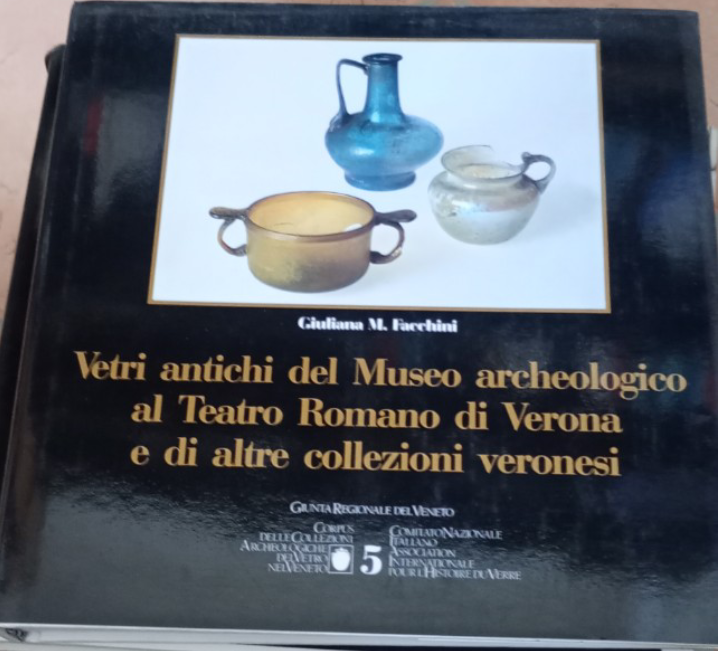 Giuliana M. Facchini
Vetri antichi del Museo archeologico
al Teatro Romano di Verona
e di altre collezioni veronesi
GIUNTA REGIONALE DEL VENETO
CORPUS
DELLE COLLEZIONI
ARCHEOLOGICHE
DEL VETRO
NEL VENETO
5
COMITATO NAZIONALE
ITALIANO
ASSOCIATION
INTERNATIONALE
POUR L'HISTOIRE DU VERRE